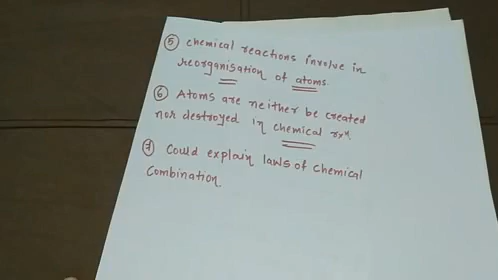 ⑤ Chemical reactions involve in
reorganisation of atoms.
⑥ Atoms are neither be created
nor destroyed in chemical rxn
⑦ Could explain laws of chemical
Combination